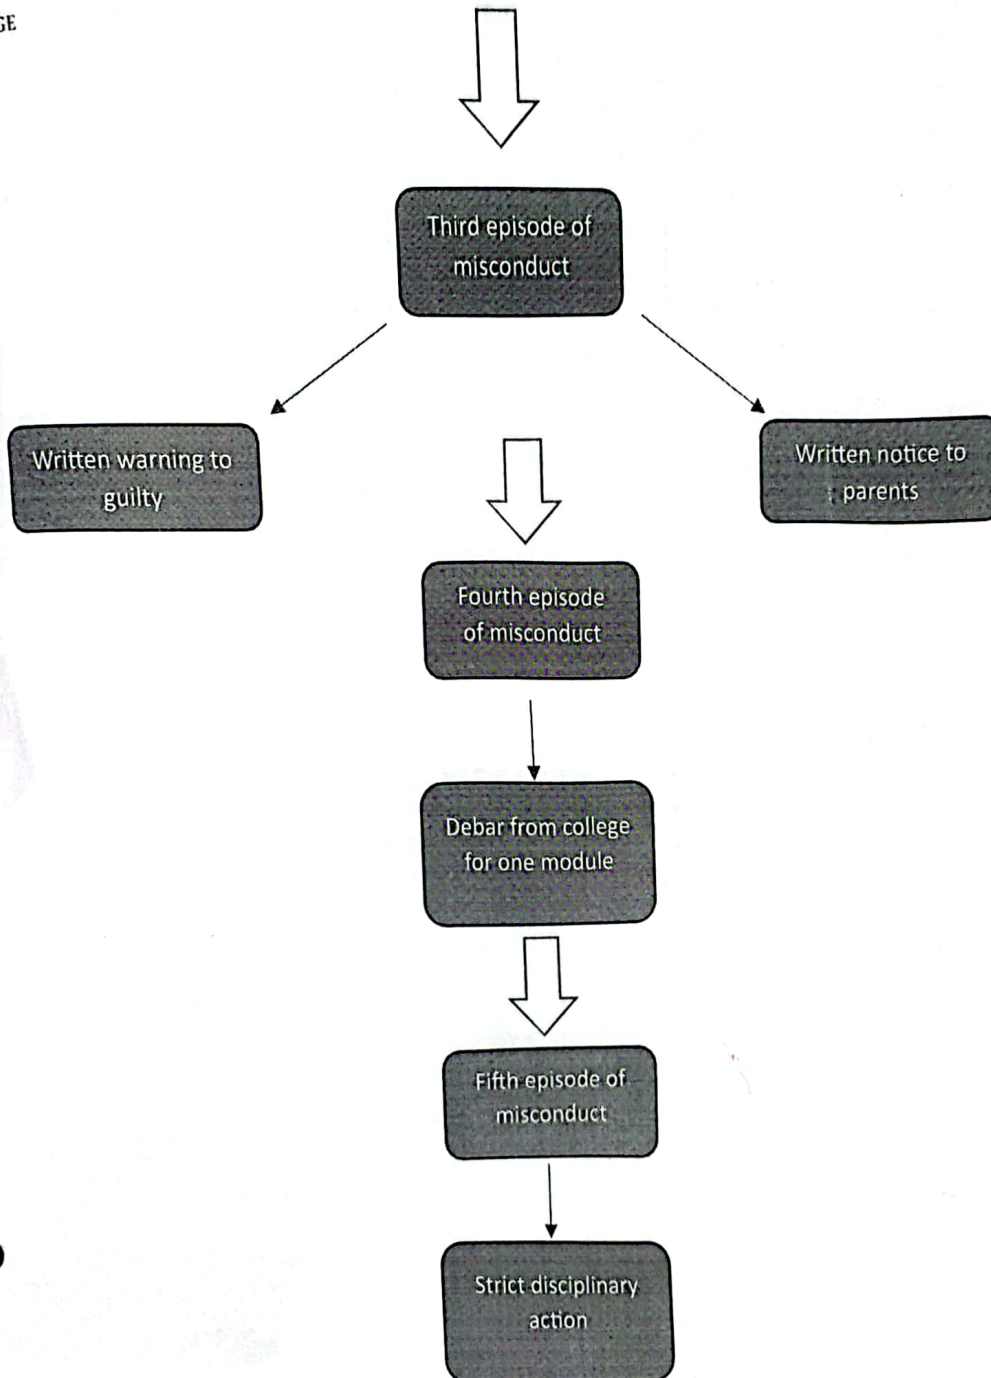 GE
Third episode of
misconduct
Written warning to
guilty
Written notice to
parents
Fourth episode
of misconduct
Debar from college
for one module
Fifth episode of
misconduct
Strict disciplinary
action